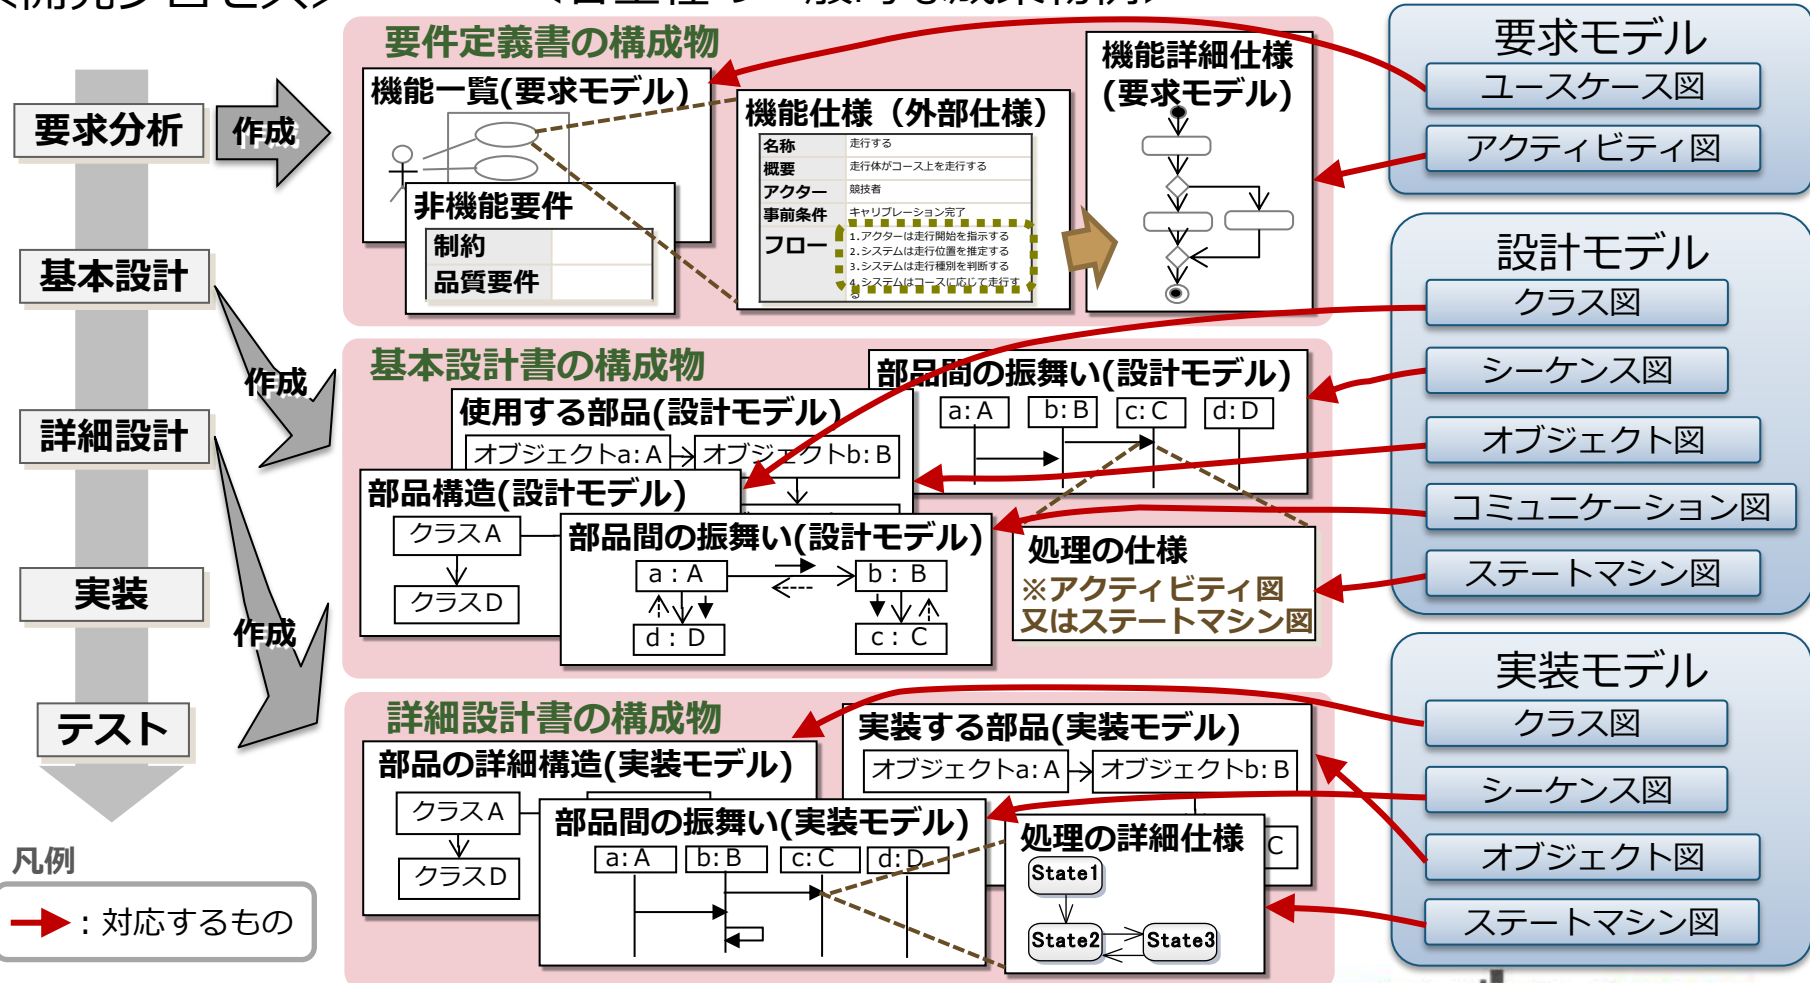 要件定義書の構成物
機能一覧(要求モデル)
非機能要件
制約
品質要件
機能仕様（外部仕様）
名称 走行する
概要 走行体がコース上を走行する
アクター 競技者
事前条件 キャリブレーション完了
フロー
1.アクターは走行開始を指示する
2.システムは走行位置を推定する
3.システムは走行種別を判断する
4.システムはコースに応じて走行す
る
機能詳細仕様
(要求モデル)
要求モデル
ユースケース図
アクティビティ図
要求分析
作成
基本設計
作成
詳細設計
作成
実装
テスト
基本設計書の構成物
部品間の振舞い(設計モデル)
a:A
b:B
c:C
d:D
使用する部品(設計モデル)
オブジェクトa:A
オブジェクトb:B
部品構造(設計モデル)
クラスA
クラスD
部品間の振舞い(設計モデル)
a:A
b:B
d:D
c:C
処理の仕様
※アクティビティ図
又はステートマシン図
設計モデル
クラス図
シーケンス図
オブジェクト図
コミュニケーション図
ステートマシン図
詳細設計書の構成物
部品の詳細構造(実装モデル)
クラスA
クラスD
実装する部品(実装モデル)
オブジェクトa:A
オブジェクトb:B
C
部品間の振舞い(実装モデル)
a:A
b:B
c:C
d:D
処理の詳細仕様
State1
State2
State3
実装モデル
クラス図
シーケンス図
オブジェクト図
ステートマシン図
凡例
：対応するもの